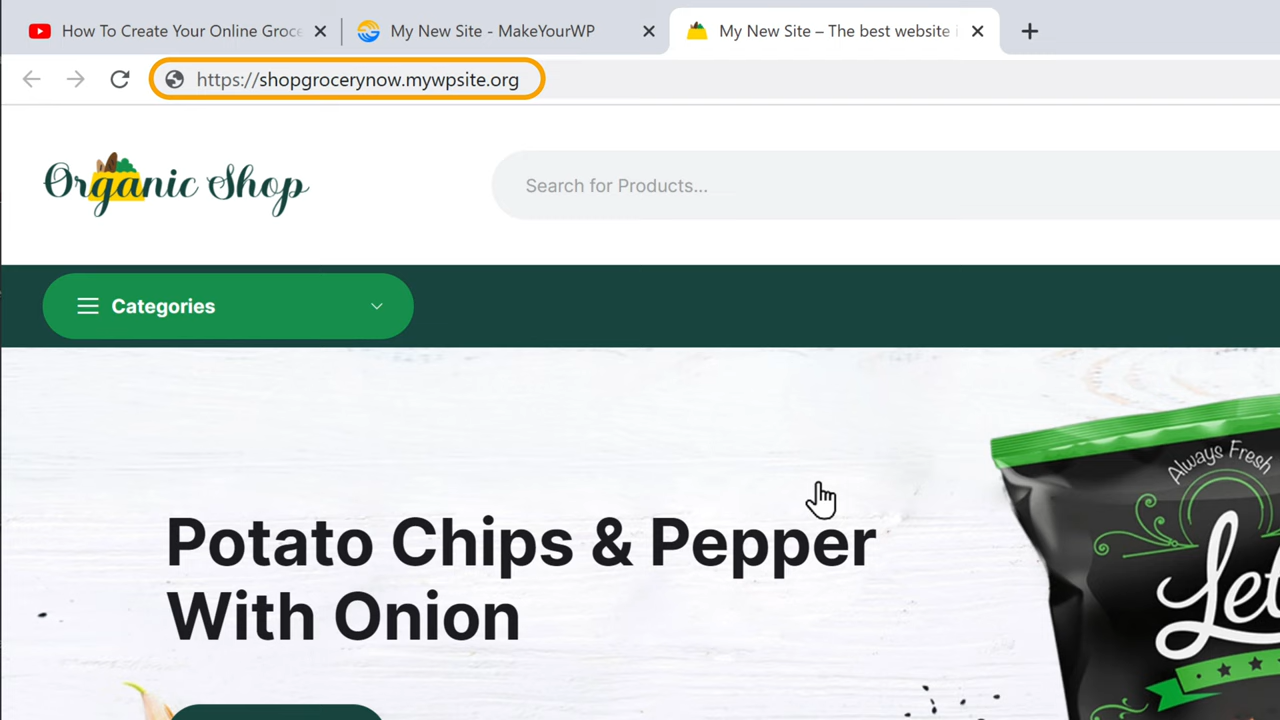 How To Create Your Online Groce
My New Site - MakeYourWP
My New Site – The best website
https://shopgrocerynow.mywpsite.org
Organic Shop
Search for Products...
Categories
Potato Chips & Pepper
With Onion
Always Fresh
Let